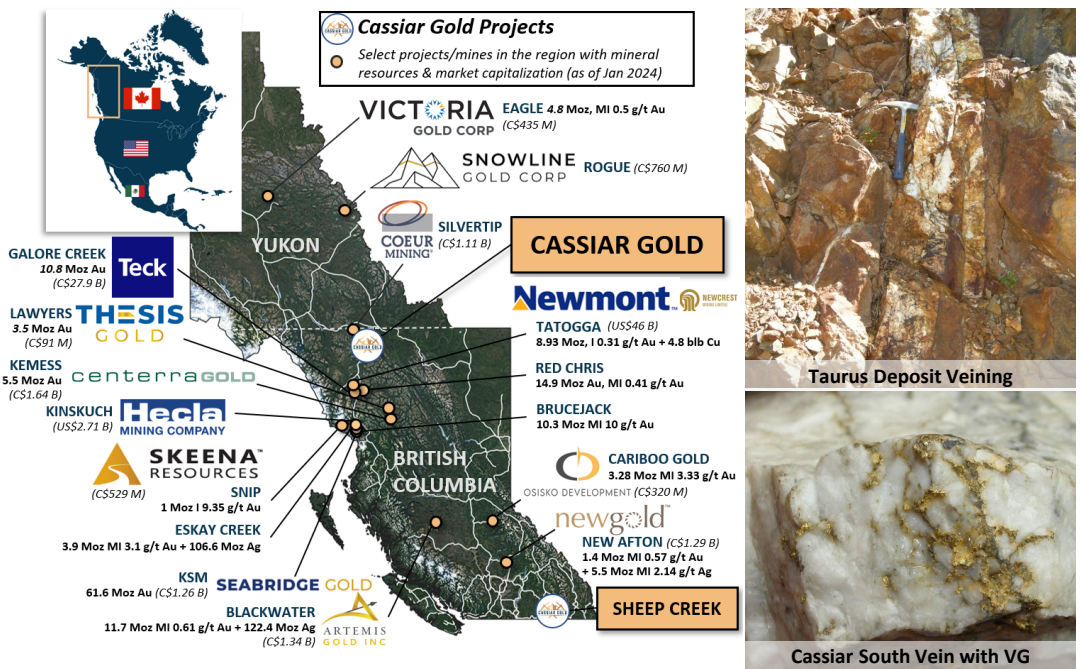 Cassiar Gold Projects
Select projects/mines in the region with mineral
resources & market capitalization (as of Jan 2024)
CASSIAR GOLD
VICTORIA
GOLD CORP
EAGLE 4.8 Moz, MI 0.5 g/t Au
(C$435 M)
SNOWLINE
GOLD CORP
ROGUE (C$760 M)
COEUR
MINING®
SILVERTIP
(C$1.11 B)
YUKON
CASSIAR GOLD
GALORE CREEK
10.8 Moz Au
(C$27.9 B)
Teck
Newmont™
NEWCREST
LAWYERS
3.5 Moz Au
(C$91 M)
THESIS
GOLD
TATOGGA (US$46 B)
8.93 Moz, I 0.31 g/t Au + 4.8 blb Cu
CASSIAR GOLD
KEMESS
5.5 Moz Au
(C$1.64 B)
centerraGOLD
RED CHRIS
14.9 Moz Au, MI 0.41 g/t Au
KINSKUCH
(US$2.71 B)
Hecla
MINING COMPANY
BRUCEJACK
10.3 Moz MI 10 g/t Au
SKEENA™
RESOURCES
(C$529 M)
BRITISH
COLUMBIA
CARIBOO GOLD
3.28 Moz MI 3.33 g/t Au
OSISKO DEVELOPMENT (C$320 M)
SNIP
1 Moz I 9.35 g/t Au
newgold™
NEW AFTON (C$1.29 B)
1.4 Moz MI 0.57 g/t Au
+ 5.5 Moz MI 2.14 g/t Ag
ESKAY CREEK
3.9 Moz MI 3.1 g/t Au + 106.6 Moz Ag
KSM
61.6 Moz Au (C$1.26 B)
SEABRIDGE GOLD
BLACKWATER
11.7 Moz MI 0.61 g/t Au + 122.4 Moz Ag
(C$1.34 B)
ARTEMIS
GOLD INC
CASSIAR GOLD
SHEEP CREEK
Taurus Deposit Veining
Cassiar South Vein with VG